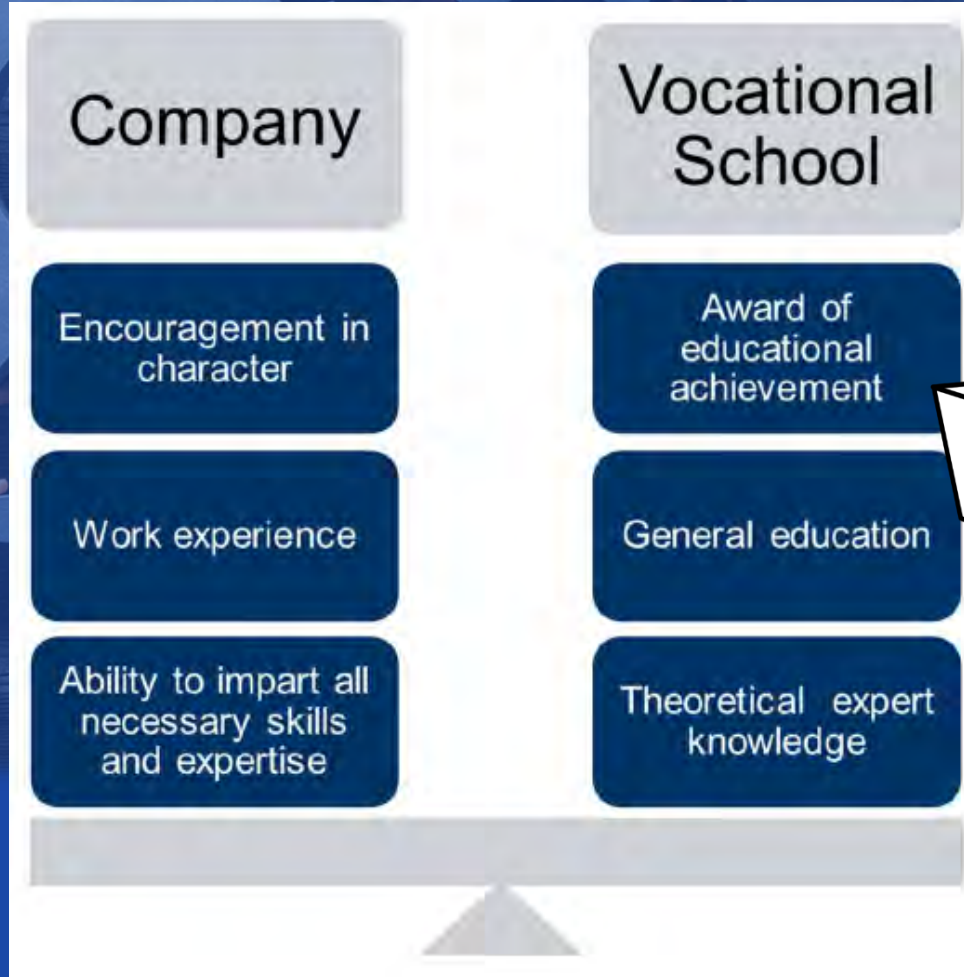 Company
Encouragement in
character
Work experience
Ability to impart all
necessary skills
and expertise
Vocational
School
Award of
educational
achievement
General education
Theoretical expert
knowledge